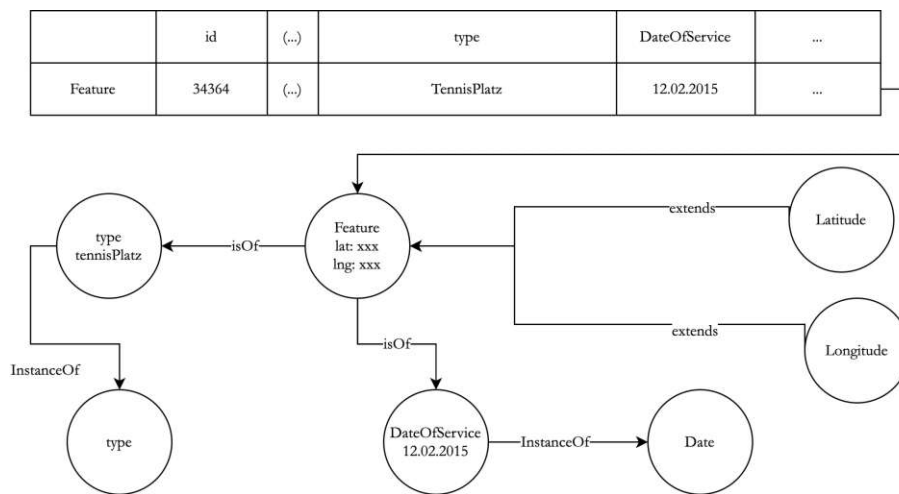 id (...) type DateOfService ...
Feature 34364 (...) TennisPlatz 12.02.2015 ...
extends
Latitude
type
tennisPlatz
isOf
Feature
lat: xxx
lng: xxx
extends
Longitude
isOf
InstanceOf
type
DateOfService
12.02.2015
InstanceOf
Date